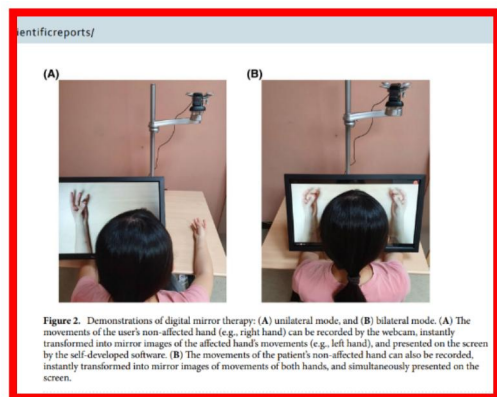 ientificreports/
(A)
(B)
Figure 2. Demonstrations of digital mirror therapy: (A) unilateral mode, and (B) bilateral mode. (A) The
movements of the user's non-affected hand (e.g., right hand) can be recorded by the webcam, instantly
transformed into mirror images of the affected hand's movements (e.g., left hand), and presented on the screen
by the self-developed software. (B) The movements of the patient's non-affected hand can also be recorded,
instantly transformed into mirror images of movements of both hands, and simultaneously presented on the
screen.